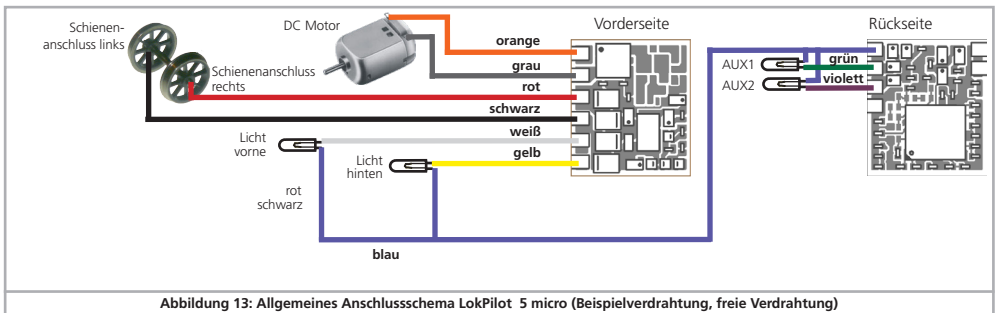 Schienen-
anschluss links
DC Motor
Vorderseite
Rückseite
Schienenanschluss
rechts
orange
grau
rot
schwarz
weiß
gelb
AUX1
grün
AUX2
violett
Licht
vorne
Licht
hinten
rot
schwarz
blau
Abbildung 13: Allgemeines Anschlussschema LokPilot 5 micro (Beispielverdrahtung, freie Verdrahtung)